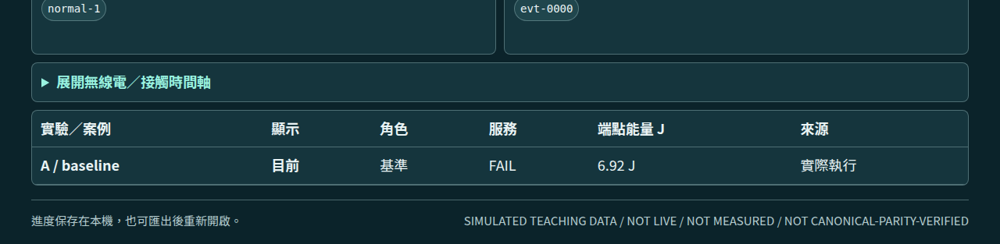 normal-1
evt-0000
▶ 展開無線電／接觸時間軸
實驗／案例 顯示 角色 服務 端點能量 J 來源
A / baseline 目前 基準 FAIL 6.92 J 實際執行
進度保存在本機，也可匯出後重新開啟。
SIMULATED TEACHING DATA / NOT LIVE / NOT MEASURED / NOT CANONICAL-PARITY-VERIFIED